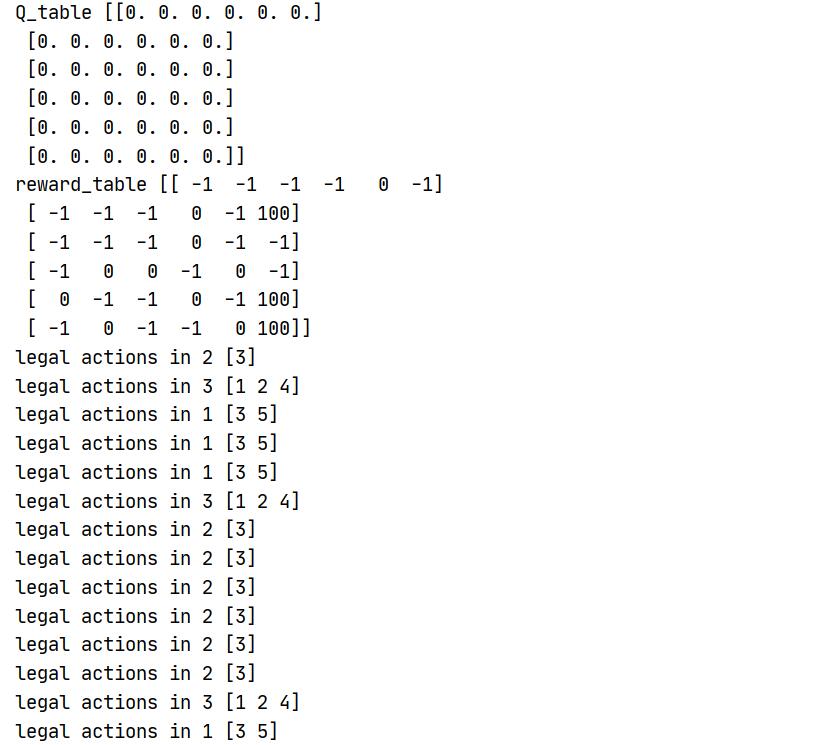 Q_table [[0. 0. 0. 0. 0. 0.]
 [0. 0. 0. 0. 0. 0.]
 [0. 0. 0. 0. 0. 0.]
 [0. 0. 0. 0. 0. 0.]
 [0. 0. 0. 0. 0. 0.]
 [0. 0. 0. 0. 0. 0.]]
reward_table [[ -1  -1  -1  -1   0  -1]
 [ -1  -1  -1   0  -1 100]
 [ -1  -1  -1   0  -1  -1]
 [ -1   0   0  -1   0  -1]
 [  0  -1  -1   0  -1 100]
 [ -1   0  -1  -1   0 100]]
legal actions in 2 [3]
legal actions in 3 [1 2 4]
legal actions in 1 [3 5]
legal actions in 1 [3 5]
legal actions in 1 [3 5]
legal actions in 3 [1 2 4]
legal actions in 2 [3]
legal actions in 2 [3]
legal actions in 2 [3]
legal actions in 2 [3]
legal actions in 2 [3]
legal actions in 2 [3]
legal actions in 3 [1 2 4]
legal actions in 1 [3 5]